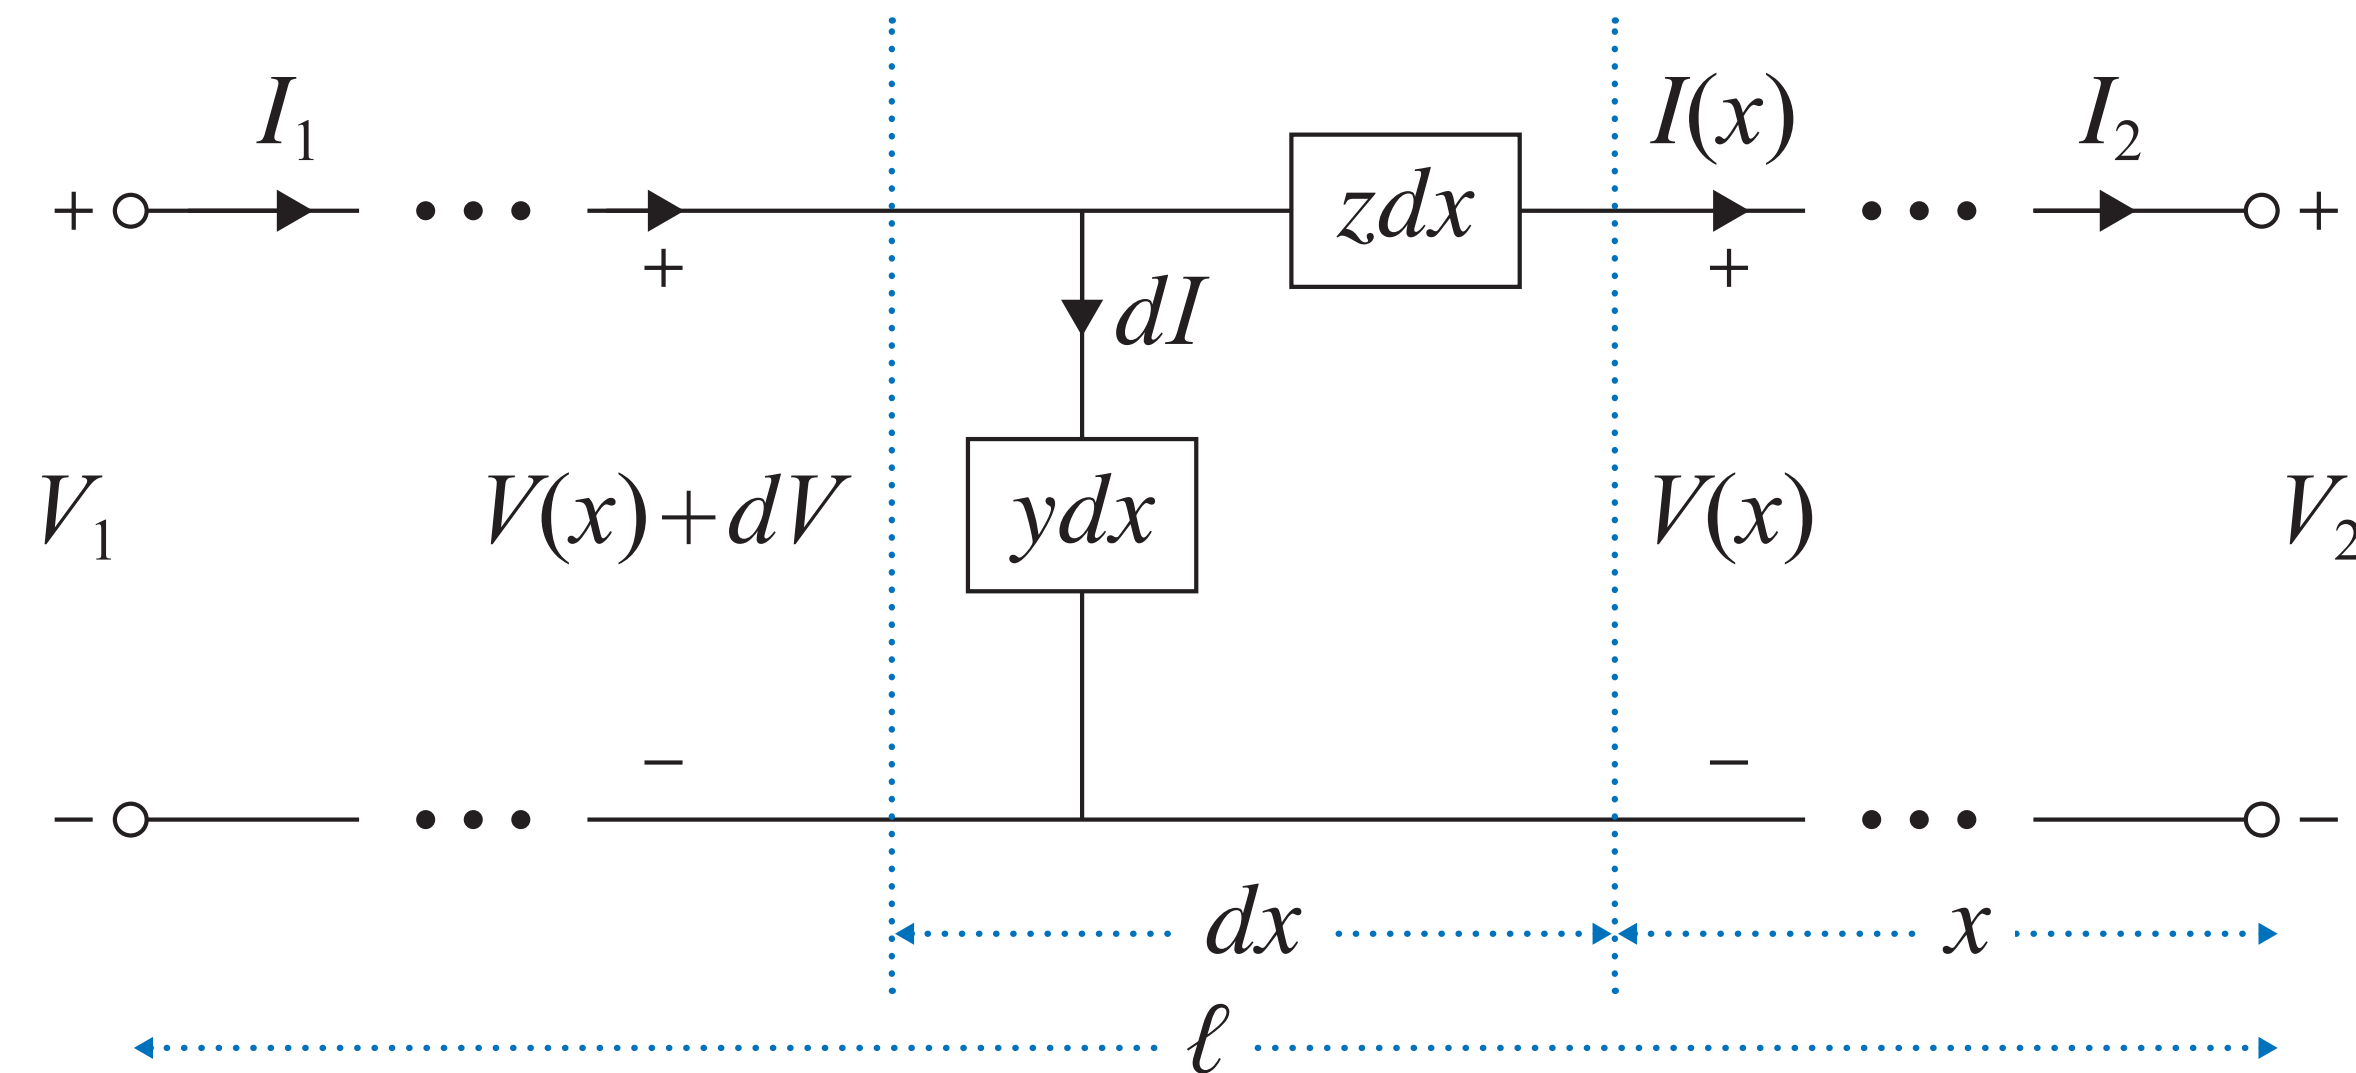 I₁
I(x)
I₂
+
+
zdx
+
+
dI
V₁
V(x)+dV
ydx
V(x)
V₂
−
−
−
−
dx
x
ℓ